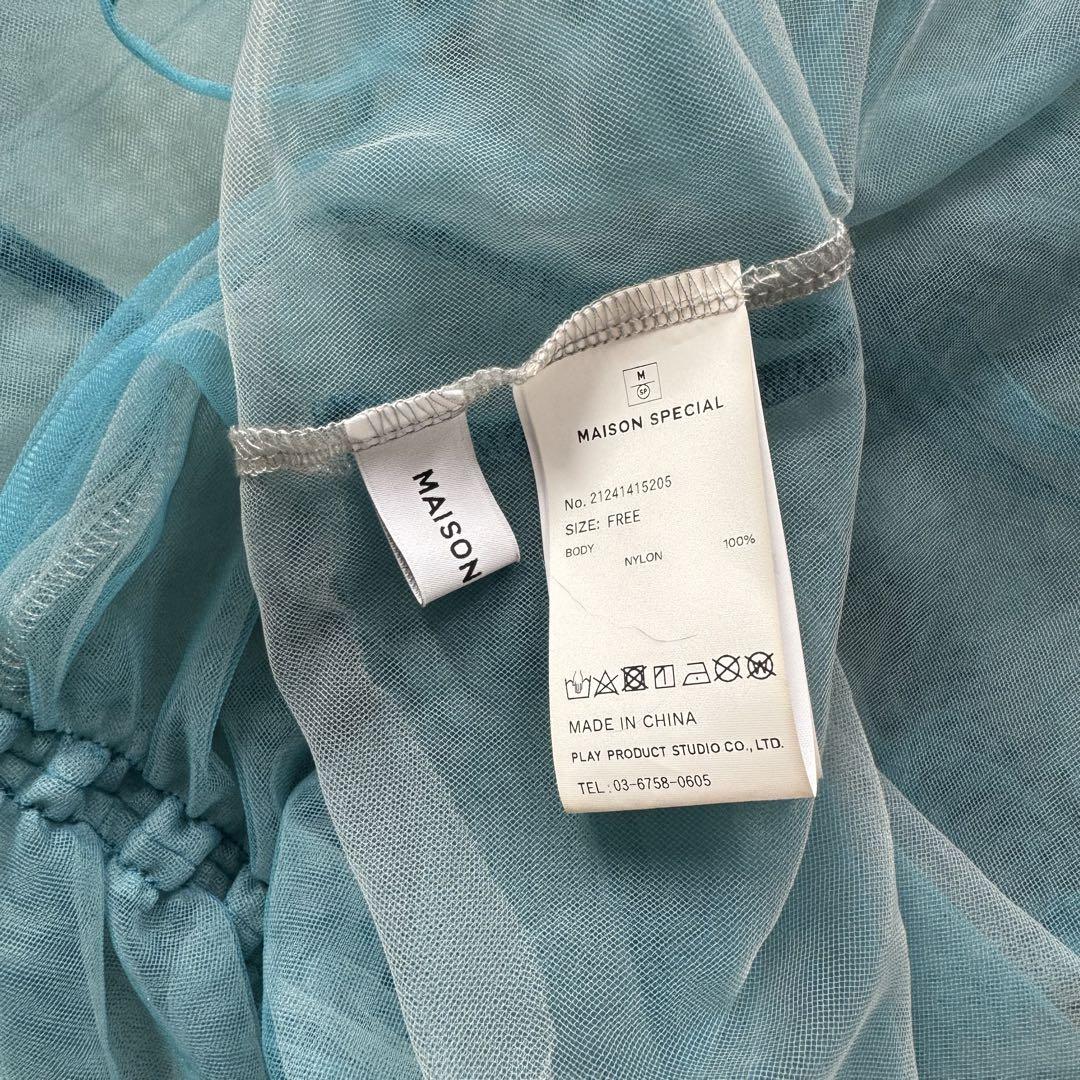 M
SP
MAISON SPECIAL
No. 21241415205
SIZE: FREE
BODY NYLON 100%
MADE IN CHINA
PLAY PRODUCT STUDIO CO., LTD.
TEL : 03-6758-0605
MAISON